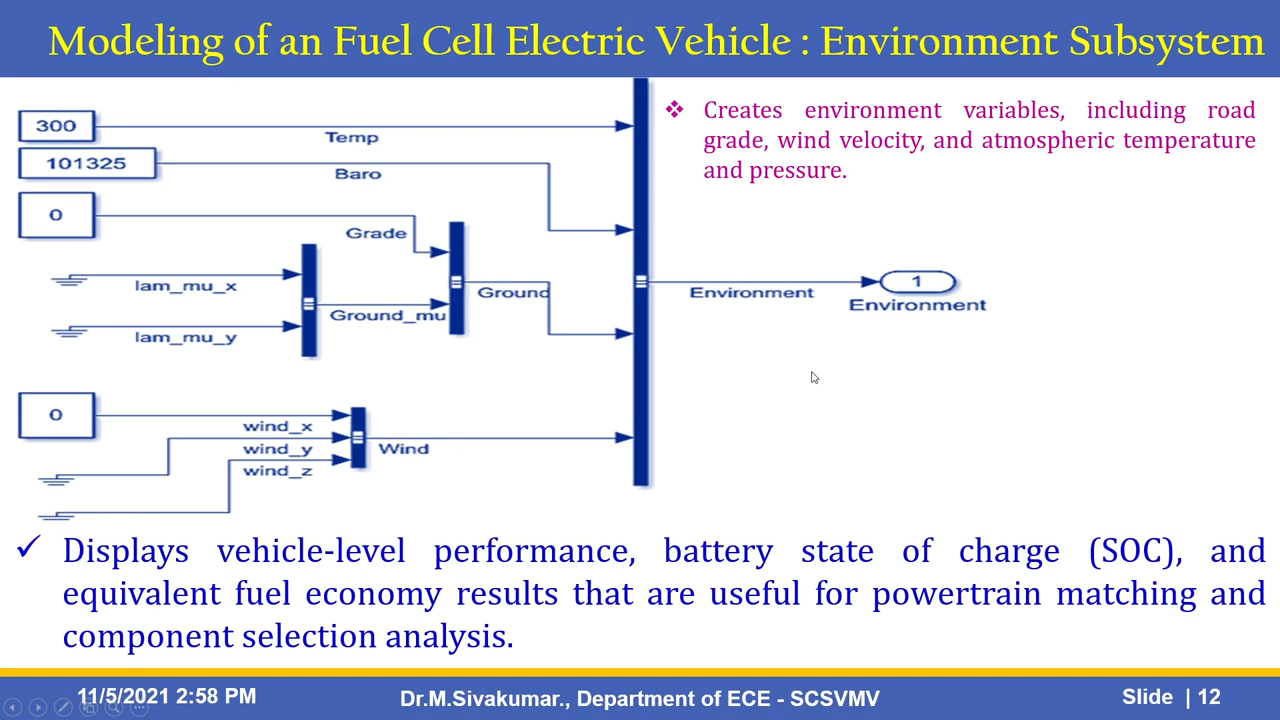 Modeling of an Fuel Cell Electric Vehicle : Environment Subsystem
300
Temp
101325
Baro
0
Grade
lam_mu_x
Ground_mu
lam_mu_y
Ground
0
wind_x
wind_y
wind_z
Wind
Environment
1
Environment
Creates environment variables, including road
grade, wind velocity, and atmospheric temperature
and pressure.
Displays vehicle-level performance, battery state of charge (SOC), and
equivalent fuel economy results that are useful for powertrain matching and
component selection analysis.
11/5/2021 2:58 PM
Dr.M.Sivakumar., Department of ECE - SCSVMV
Slide | 12